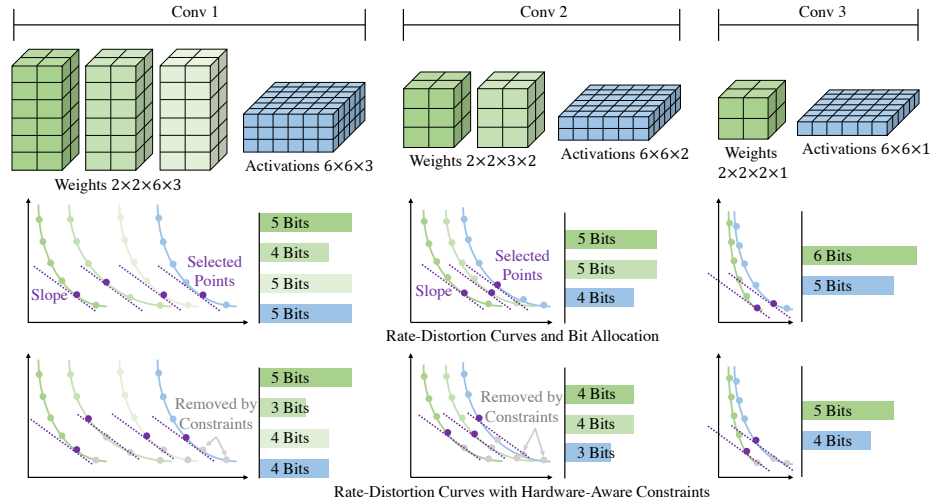 Conv 1
Conv 2
Conv 3
Weights 2×2×6×3
Activations 6×6×3
Weights 2×2×3×2
Activations 6×6×2
Weights
2×2×2×1
Activations 6×6×1
Slope
Selected
Points
5 Bits
4 Bits
5 Bits
5 Bits
Slope
Selected
Points
5 Bits
5 Bits
4 Bits
6 Bits
5 Bits
Rate-Distortion Curves and Bit Allocation
Removed by
Constraints
5 Bits
3 Bits
4 Bits
4 Bits
Removed by
Constraints
4 Bits
4 Bits
3 Bits
5 Bits
4 Bits
Rate-Distortion Curves with Hardware-Aware Constraints